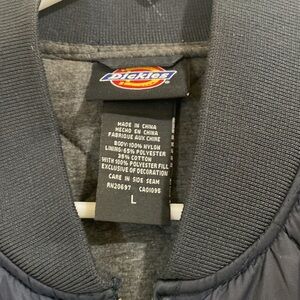 Dickies
MADE IN CHINA
HECHO EN CHINA
FABRIQUE AUX CHINE
BODY: 100% NYLON
LINING: 65% POLYESTER
35% COTTON
WITH 100% POLYESTER FILL
EXCLUSIVE OF DECORATION
CARE IN SIDE SEAM
RN20697 CA01095
L